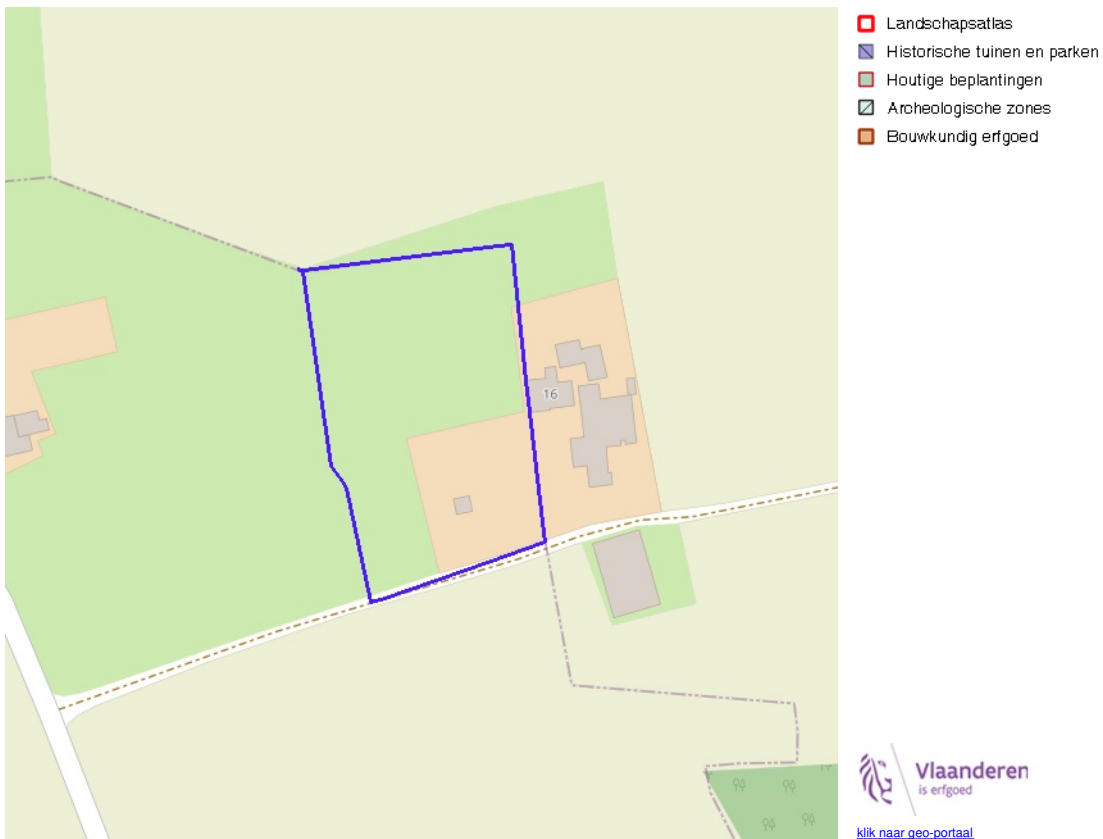 Landschapsatlas
Historische tuinen en parken
Houtige beplantingen
Archeologische zones
Bouwkundig erfgoed
16
Vlaanderen
is erfgoed
klik naar geo-portaal